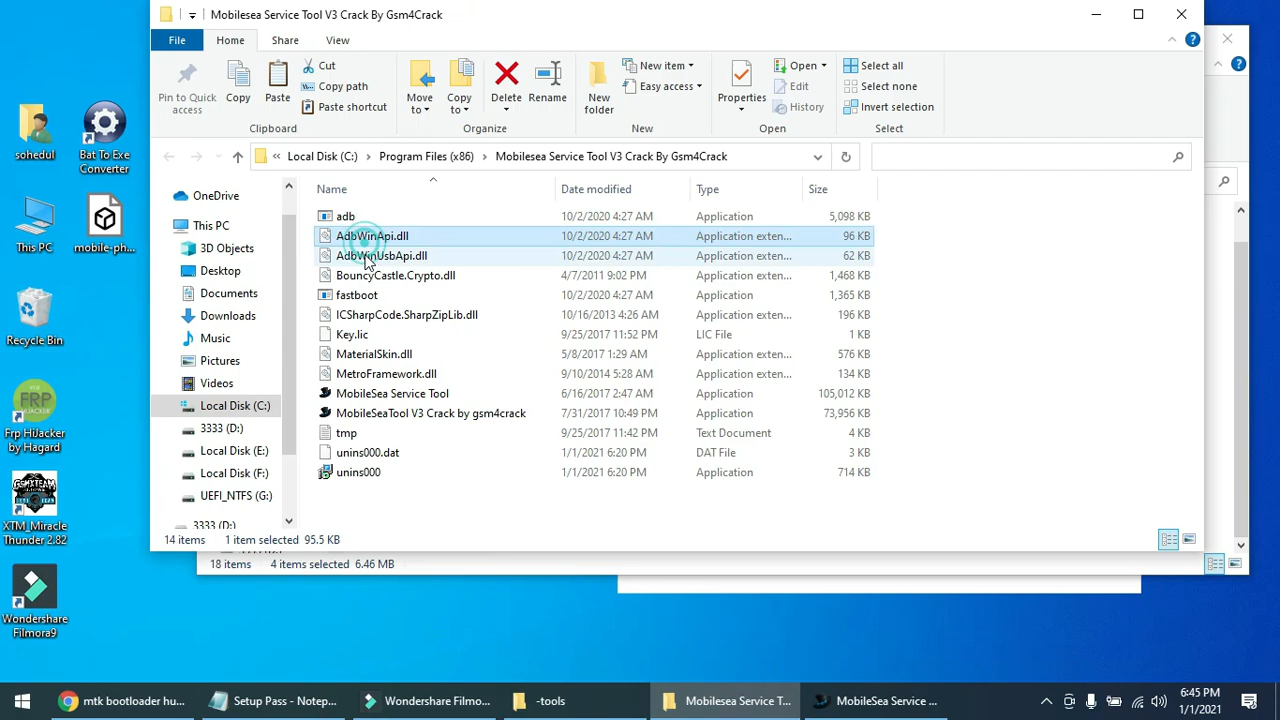 Mobilesea Service Tool V3 Crack By Gsm4Crack
File Home Share View
Pin to Quick access
Copy
Paste
Cut
Copy path
Paste shortcut
Clipboard
Move to
Copy to
Delete
Rename
Organize
New folder
New item
Easy access
New
Properties
Open
Edit
History
Open
Select all
Select none
Invert selection
Select
« Local Disk (C:) > Program Files (x86) > Mobilesea Service Tool V3 Crack By Gsm4Crack
OneDrive
This PC
3D Objects
Desktop
Documents
Downloads
Music
Pictures
Videos
Local Disk (C:)
3333 (D:)
Local Disk (E:)
Local Disk (F:)
UEFI_NTFS (G:)
3333 (D:)
Name Date modified Type Size
adb 10/2/2020 4:27 AM Application 5,098 KB
AdbWinApi.dll 10/2/2020 4:27 AM Application exten... 96 KB
AdbWinUsbApi.dll 10/2/2020 4:27 AM Application exten... 62 KB
BouncyCastle.Crypto.dll 4/7/2011 9:02 PM Application exten... 1,468 KB
fastboot 10/2/2020 4:27 AM Application 1,365 KB
ICSharpCode.SharpZipLib.dll 10/16/2013 4:26 AM Application exten... 196 KB
Key.lic 9/25/2017 11:52 PM LIC File 1 KB
MaterialSkin.dll 5/8/2017 1:29 AM Application exten... 576 KB
MetroFramework.dll 9/10/2014 5:28 AM Application exten... 134 KB
MobileSea Service Tool 6/16/2017 2:47 AM Application 105,012 KB
MobileSeaTool V3 Crack by gsm4crack 7/31/2017 10:49 PM Application 73,956 KB
tmp 9/25/2017 11:42 PM Text Document 4 KB
unins000.dat 1/1/2021 6:20 PM DAT File 2 KB
unins000 1/1/2021 6:20 PM Application 714 KB
14 items 1 item selected 95.5 KB
18 items 4 items selected 6.46 MB
sohedul
Bat To Exe Converter
This PC
mobile-ph...
Recycle Bin
FRP
Frp HiJacker by Hagard
GSMXTEAM
XTM_Miracle Thunder 2.82
Wondershare Filmora9
mtk bootloader hu...
Setup Pass - Notep...
Wondershare Filmo...
-tools
Mobilesea Service T...
MobileSea Service ...
6:45 PM
1/1/2021